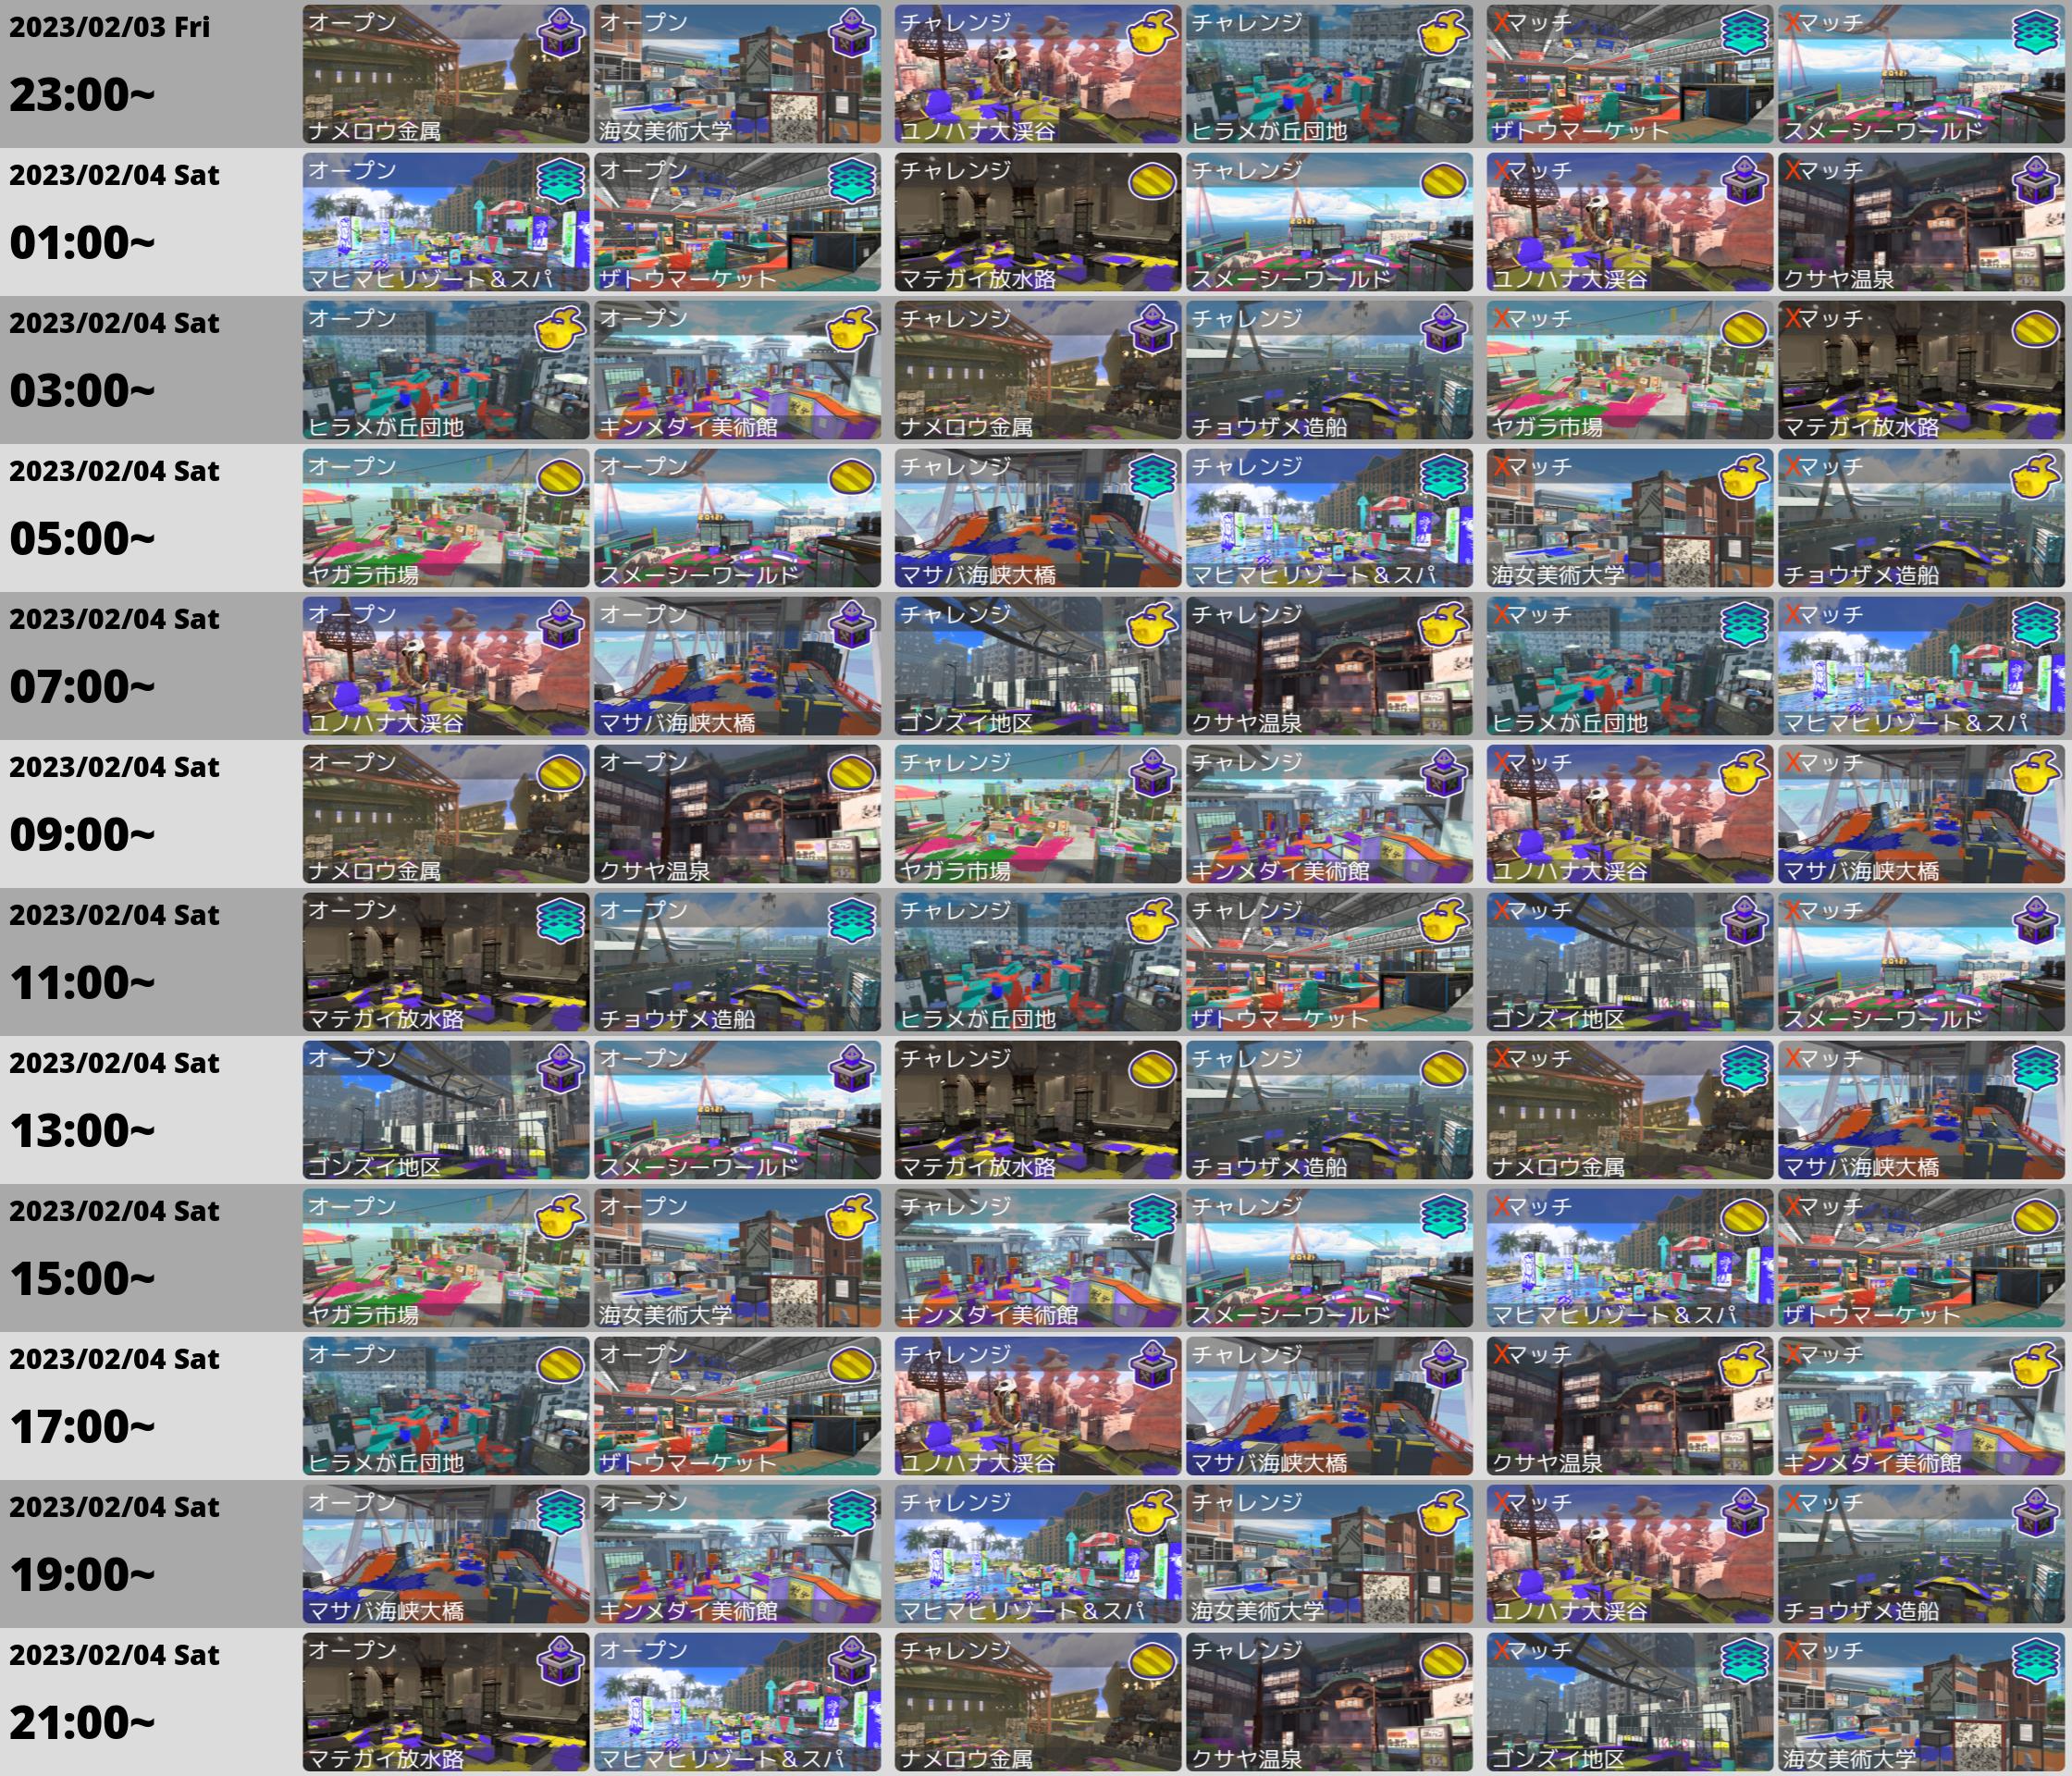 2023/02/03 Fri
23:00~
オープン オープン チャレンジ チャレンジ Xマッチ Xマッチ
ナメロウ金属 海女美術大学 ユノハナ大渓谷 ヒラメが丘団地 ザトウマーケット スメーシーワールド
2023/02/04 Sat
01:00~
オープン オープン チャレンジ チャレンジ Xマッチ Xマッチ
マヒマヒリゾート＆スパ ザトウマーケット マテガイ放水路 スメーシーワールド ユノハナ大渓谷 クサヤ温泉
2023/02/04 Sat
03:00~
オープン オープン チャレンジ チャレンジ Xマッチ Xマッチ
ヒラメが丘団地 キンメダイ美術館 ナメロウ金属 チョウザメ造船 ヤガラ市場 マテガイ放水路
2023/02/04 Sat
05:00~
オープン オープン チャレンジ チャレンジ Xマッチ Xマッチ
ヤガラ市場 スメーシーワールド マサバ海峡大橋 マヒマヒリゾート＆スパ 海女美術大学 チョウザメ造船
2023/02/04 Sat
07:00~
オープン オープン チャレンジ チャレンジ Xマッチ Xマッチ
ユノハナ大渓谷 マサバ海峡大橋 ゴンズイ地区 クサヤ温泉 ヒラメが丘団地 マヒマヒリゾート＆スパ
2023/02/04 Sat
09:00~
オープン オープン チャレンジ チャレンジ Xマッチ Xマッチ
ナメロウ金属 クサヤ温泉 ヤガラ市場 キンメダイ美術館 ユノハナ大渓谷 マサバ海峡大橋
2023/02/04 Sat
11:00~
オープン オープン チャレンジ チャレンジ Xマッチ Xマッチ
マテガイ放水路 チョウザメ造船 ヒラメが丘団地 ザトウマーケット ゴンズイ地区 スメーシーワールド
2023/02/04 Sat
13:00~
オープン オープン チャレンジ チャレンジ Xマッチ Xマッチ
ゴンズイ地区 スメーシーワールド マテガイ放水路 チョウザメ造船 ナメロウ金属 マサバ海峡大橋
2023/02/04 Sat
15:00~
オープン オープン チャレンジ チャレンジ Xマッチ Xマッチ
ヤガラ市場 海女美術大学 キンメダイ美術館 スメーシーワールド マヒマヒリゾート＆スパ ザトウマーケット
2023/02/04 Sat
17:00~
オープン オープン チャレンジ チャレンジ Xマッチ Xマッチ
ヒラメが丘団地 ザトウマーケット ユノハナ大渓谷 マサバ海峡大橋 クサヤ温泉 キンメダイ美術館
2023/02/04 Sat
19:00~
オープン オープン チャレンジ チャレンジ Xマッチ Xマッチ
マサバ海峡大橋 キンメダイ美術館 マヒマヒリゾート＆スパ 海女美術大学 ユノハナ大渓谷 チョウザメ造船
2023/02/04 Sat
21:00~
オープン オープン チャレンジ チャレンジ Xマッチ Xマッチ
マテガイ放水路 マヒマヒリゾート＆スパ ナメロウ金属 クサヤ温泉 ゴンズイ地区 海女美術大学